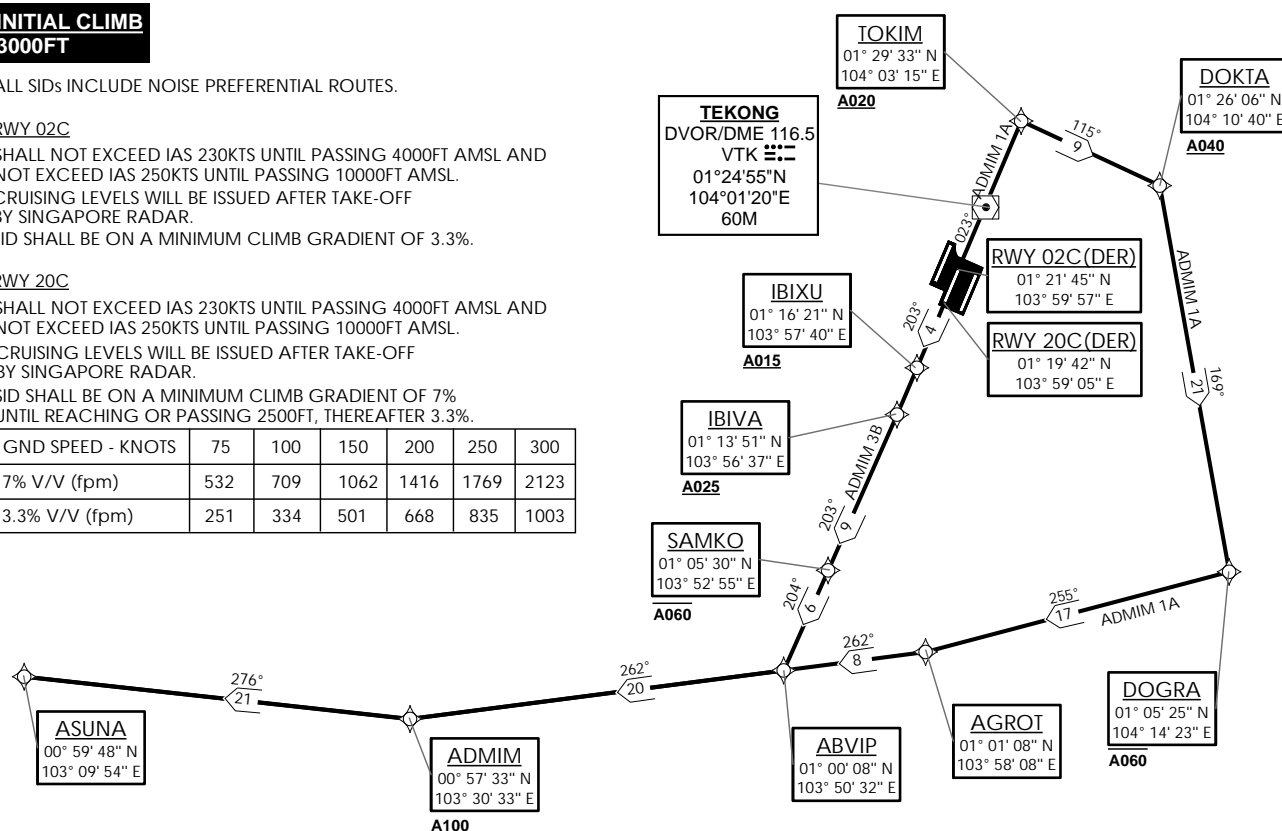 INITIAL CLIMB
3000FT
ALL SIDs INCLUDE NOISE PREFERENTIAL ROUTES.
RWY 02C
SHALL NOT EXCEED IAS 230KTS UNTIL PASSING 4000FT AMSL AND
NOT EXCEED IAS 250KTS UNTIL PASSING 10000FT AMSL.
CRUISING LEVELS WILL BE ISSUED AFTER TAKE-OFF
BY SINGAPORE RADAR.
SID SHALL BE ON A MINIMUM CLIMB GRADIENT OF 3.3%.
RWY 20C
SHALL NOT EXCEED IAS 230KTS UNTIL PASSING 4000FT AMSL AND
NOT EXCEED IAS 250KTS UNTIL PASSING 10000FT AMSL.
CRUISING LEVELS WILL BE ISSUED AFTER TAKE-OFF
BY SINGAPORE RADAR.
SID SHALL BE ON A MINIMUM CLIMB GRADIENT OF 7%
UNTIL REACHING OR PASSING 2500FT, THEREAFTER 3.3%.
GND SPEED - KNOTS 75 100 150 200 250 300
7% V/V (fpm) 532 709 1062 1416 1769 2123
3.3% V/V (fpm) 251 334 501 668 835 1003
TOKIM
01° 29' 33" N
104° 03' 15" E
A020
DOKTA
01° 26' 06" N
104° 10' 40" E
A040
TEKONG
DVOR/DME 116.5
VTK
01°24'55"N
104°01'20"E
60M
115°
9
ADMIM 1A
023°
RWY 02C(DER)
01° 21' 45" N
103° 59' 57" E
RWY 20C(DER)
01° 19' 42" N
103° 59' 05" E
IBIXU
01° 16' 21" N
103° 57' 40" E
A015
203°
4
ADMIM 1A
169°
21
IBIVA
01° 13' 51" N
103° 56' 37" E
A025
ADMIM 3B
203°
9
SAMKO
01° 05' 30" N
103° 52' 55" E
A060
204°
6
255°
17
ADMIM 1A
262°
8
262°
20
276°
21
DOGRA
01° 05' 25" N
104° 14' 23" E
A060
AGROT
01° 01' 08" N
103° 58' 08" E
ABVIP
01° 00' 08" N
103° 50' 32" E
ADMIM
00° 57' 33" N
103° 30' 33" E
A100
ASUNA
00° 59' 48" N
103° 09' 54" E